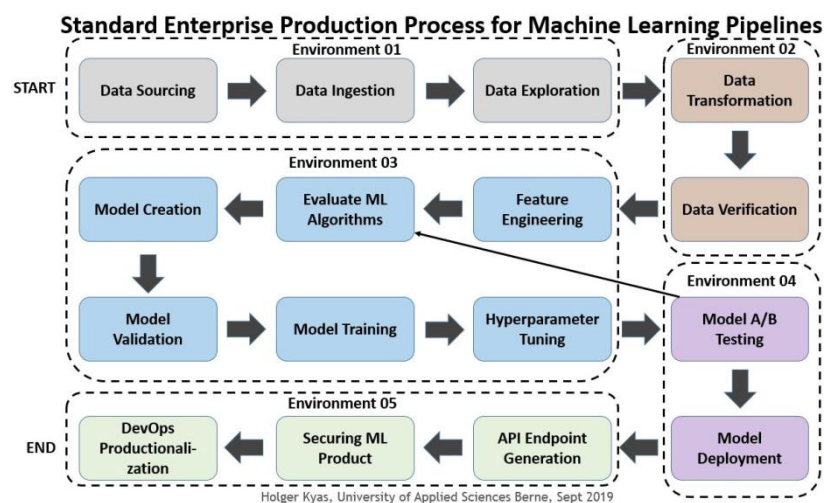 Standard Enterprise Production Process for Machine Learning Pipelines
Environment 01
Environment 02
START
Data Sourcing
Data Ingestion
Data Exploration
Data
Transformation
Environment 03
Model Creation
Evaluate ML
Algorithms
Feature
Engineering
Data Verification
Environment 04
Model
Validation
Model Training
Hyperparameter
Tuning
Model A/B
Testing
Environment 05
END
DevOps
Productionali-
zation
Securing ML
Product
API Endpoint
Generation
Model
Deployment
Holger Kyas, University of Applied Sciences Berne, Sept 2019